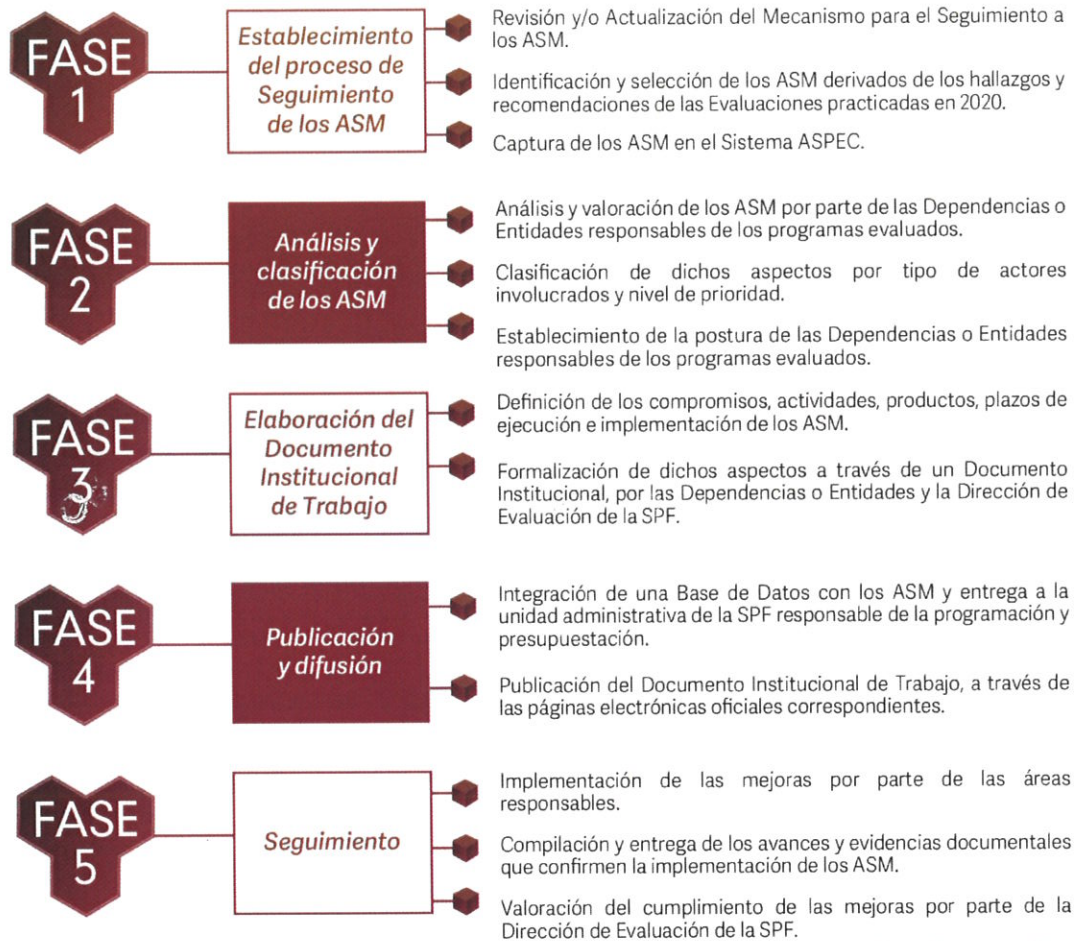 FASE
1
Establecimiento
del proceso de
Seguimiento
de los ASM
Revisión y/o Actualización del Mecanismo para el Seguimiento a
los ASM.
Identificación y selección de los ASM derivados de los hallazgos y
recomendaciones de las Evaluaciones practicadas en 2020.
Captura de los ASM en el Sistema ASPEC.
FASE
2
Análisis y
clasificación
de los ASM
Análisis y valoración de los ASM por parte de las Dependencias o
Entidades responsables de los programas evaluados.
Clasificación de dichos aspectos por tipo de actores
involucrados y nivel de prioridad.
Establecimiento de la postura de las Dependencias o Entidades
responsables de los programas evaluados.
FASE
3
Elaboración del
Documento
Institucional
de Trabajo
Definición de los compromisos, actividades, productos, plazos de
ejecución e implementación de los ASM.
Formalización de dichos aspectos a través de un Documento
Institucional, por las Dependencias o Entidades y la Dirección de
Evaluación de la SPF.
FASE
4
Publicación
y difusión
Integración de una Base de Datos con los ASM y entrega a la
unidad administrativa de la SPF responsable de la programación y
presupuestación.
Publicación del Documento Institucional de Trabajo, a través de
las páginas electrónicas oficiales correspondientes.
FASE
5
Seguimiento
Implementación de las mejoras por parte de las áreas
responsables.
Compilación y entrega de los avances y evidencias documentales
que confirmen la implementación de los ASM.
Valoración del cumplimiento de las mejoras por parte de la
Dirección de Evaluación de la SPF.